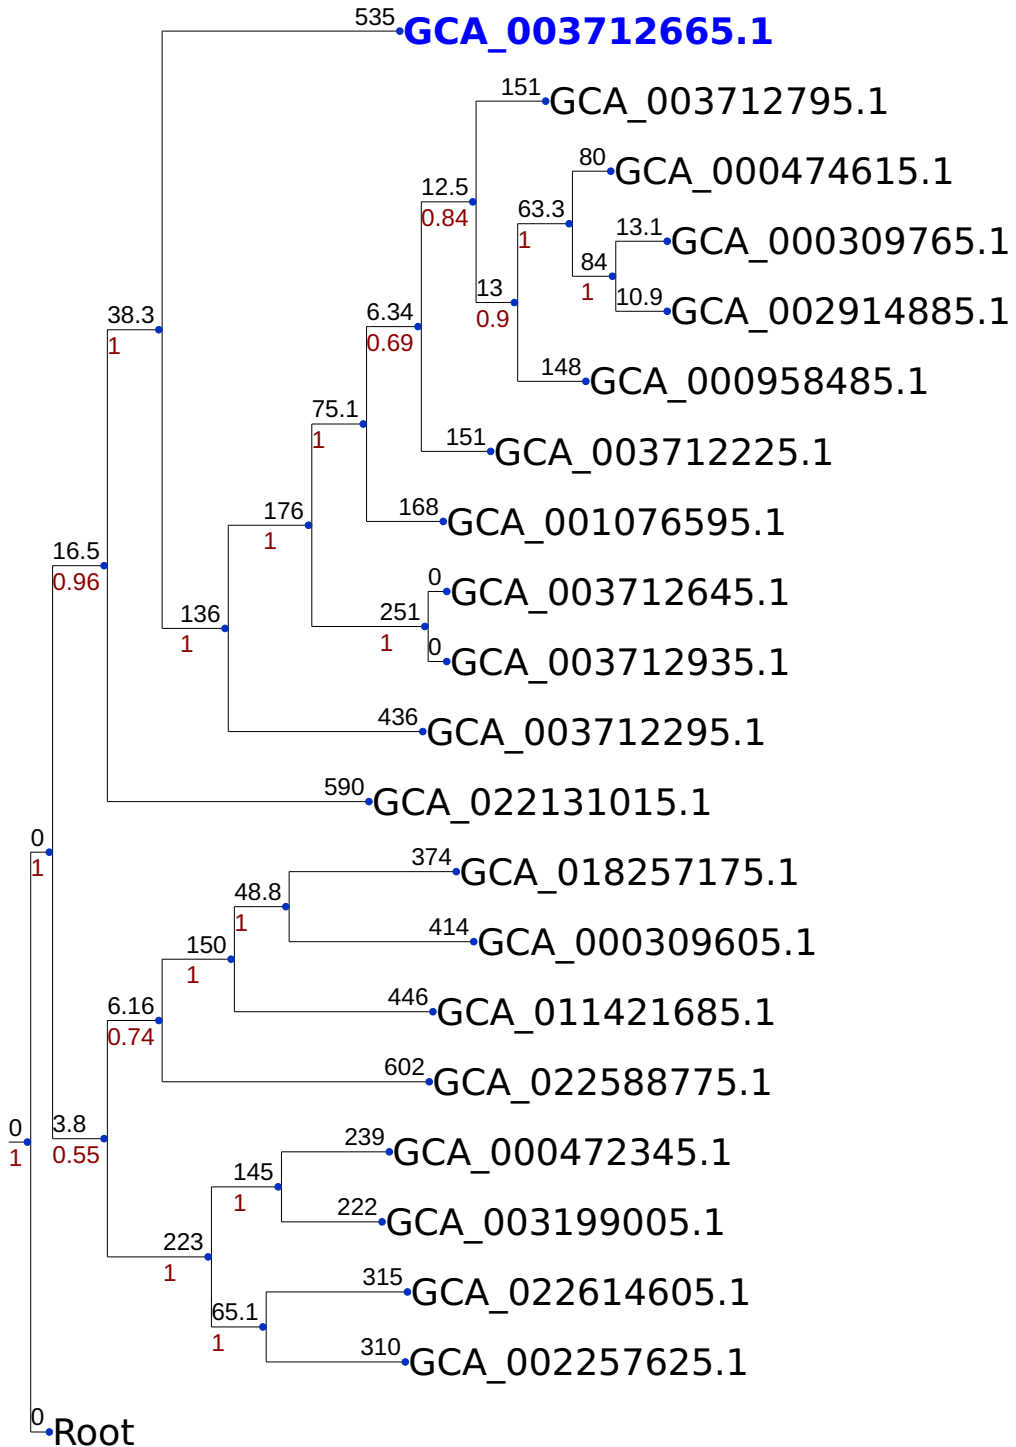 535 GCA_003712665.1
151 GCA_003712795.1
80 GCA_000474615.1
12.5
0.84
63.3
1
13.1 GCA_000309765.1
84
1
13
0.9
10.9 GCA_002914885.1
38.3
1
6.34
0.69
148 GCA_000958485.1
75.1
1
151 GCA_003712225.1
176
1
168 GCA_001076595.1
16.5
0.96
0 GCA_003712645.1
136
1
251
1
0 GCA_003712935.1
436 GCA_003712295.1
590 GCA_022131015.1
0
1
374 GCA_018257175.1
48.8
1
414 GCA_000309605.1
150
1
446 GCA_011421685.1
6.16
0.74
602 GCA_022588775.1
0
1
3.8
0.55
239 GCA_000472345.1
145
1
222 GCA_003199005.1
223
1
315 GCA_022614605.1
65.1
1
310 GCA_002257625.1
0 Root